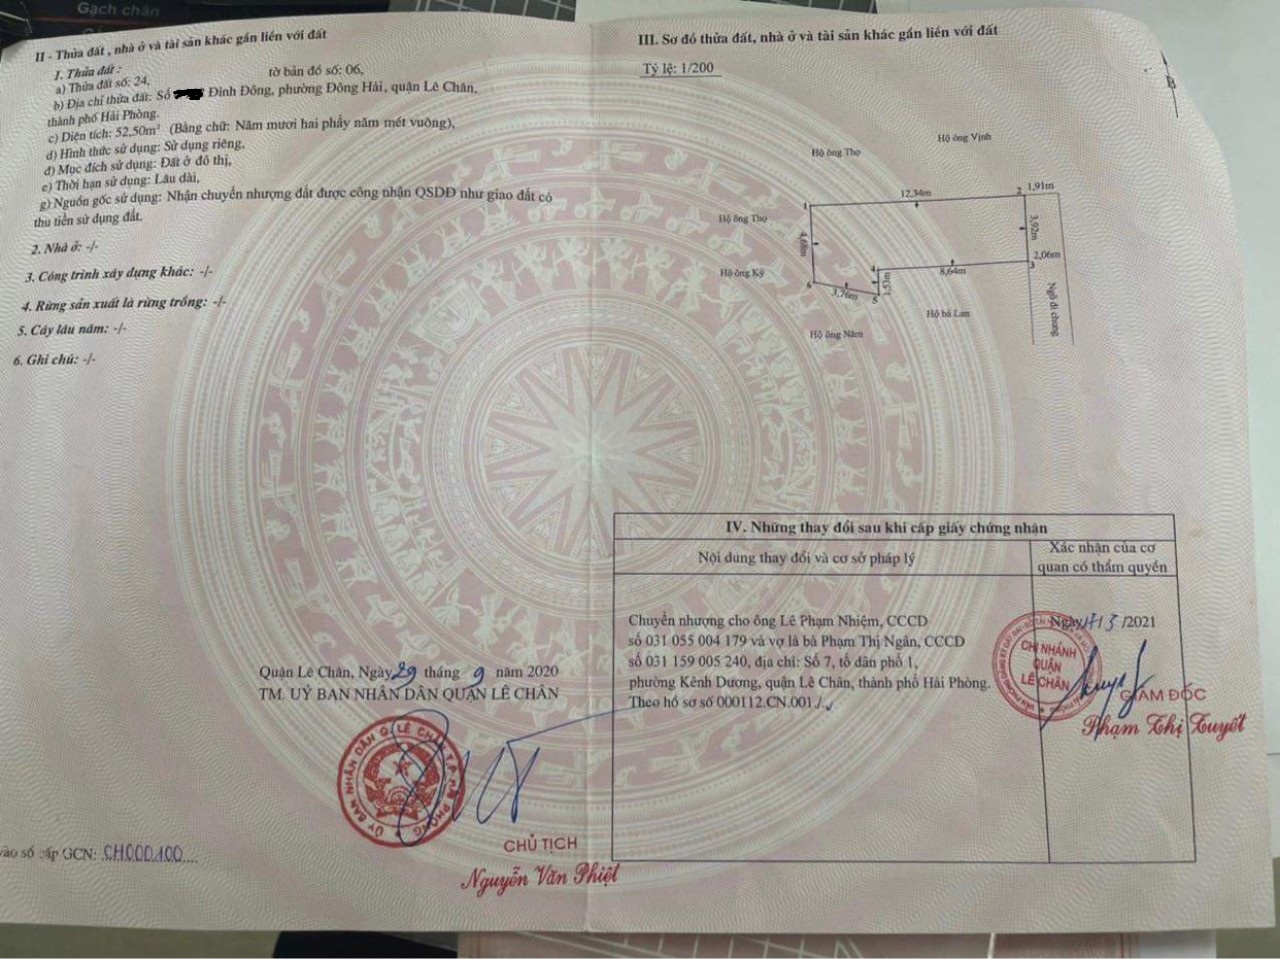 Gạch chân
II - Thửa đất , nhà ở và tài sản khác gắn liền với đất
1. Thửa đất :
a) Thửa đất số: 24, tờ bản đồ số: 06,
b) Địa chỉ thửa đất: Số Đình Đông, phường Đông Hải, quận Lê Chân,
thành phố Hải Phòng.
c) Diện tích: 52,50m² (Bằng chữ: Năm mươi hai phẩy năm mét vuông),
d) Hình thức sử dụng: Sử dụng riêng,
đ) Mục đích sử dụng: Đất ở đô thị,
e) Thời hạn sử dụng: Lâu dài,
g) Nguồn gốc sử dụng: Nhận chuyển nhượng đất được công nhận QSDĐ như giao đất có
thu tiền sử dụng đất.
2. Nhà ở: -/-
3. Công trình xây dựng khác: -/-
4. Rừng sản xuất là rừng trồng: -/-
5. Cây lâu năm: -/-
6. Ghi chú: -/-
Quận Lê Chân, Ngày 29 tháng 9 năm 2020
TM. UỶ BAN NHÂN DÂN QUẬN LÊ CHÂN
CHỦ TỊCH
Nguyễn Văn Phiệt
vào sổ cấp GCN: CH000100
III. Sơ đồ thửa đất, nhà ở và tài sản khác gắn liền với đất
Tỷ lệ: 1/200
B
Hộ ông Vịnh
Hộ ông Thọ
1
12,34m
2
1,91m
Hộ ông Thọ
4,68m
3,92m
2,06m
3
Hộ ông Kỷ
4
8,64m
6
3,76m
5
1,51m
Hộ bà Lan
Ngõ đi chung
Hộ ông Năm
IV. Những thay đổi sau khi cấp giấy chứng nhận
Nội dung thay đổi và cơ sở pháp lý
Xác nhận của cơ
quan có thẩm quyền
Chuyển nhượng cho ông Lê Phạm Nhiệm, CCCD
số 031 055 004 179 và vợ là bà Phạm Thị Ngân, CCCD
số 031 159 005 240, địa chỉ: Số 7, tổ dân phố 1,
phường Kênh Dương, quận Lê Chân, thành phố Hải Phòng.
Theo hồ sơ số 000112.CN.001./.
Ngày /3/2021
CHI NHÁNH
QUẬN
LÊ CHÂN
GIÁM ĐỐC
Phạm Thị Tuyết